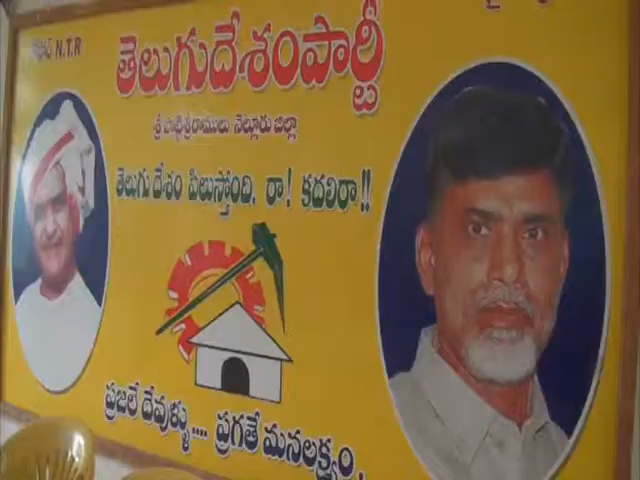 N.T.R
తెలుగుదేశంపార్టీ
శ్రీ పొట్టిశ్రీరాములు నెల్లూరు జిల్లా
తెలుగు దేశం పిలుస్తోంది. రా! కదలిరా!!
ప్రజలే దేవుళ్ళు.... ప్రగతే మనలక్ష్యం.